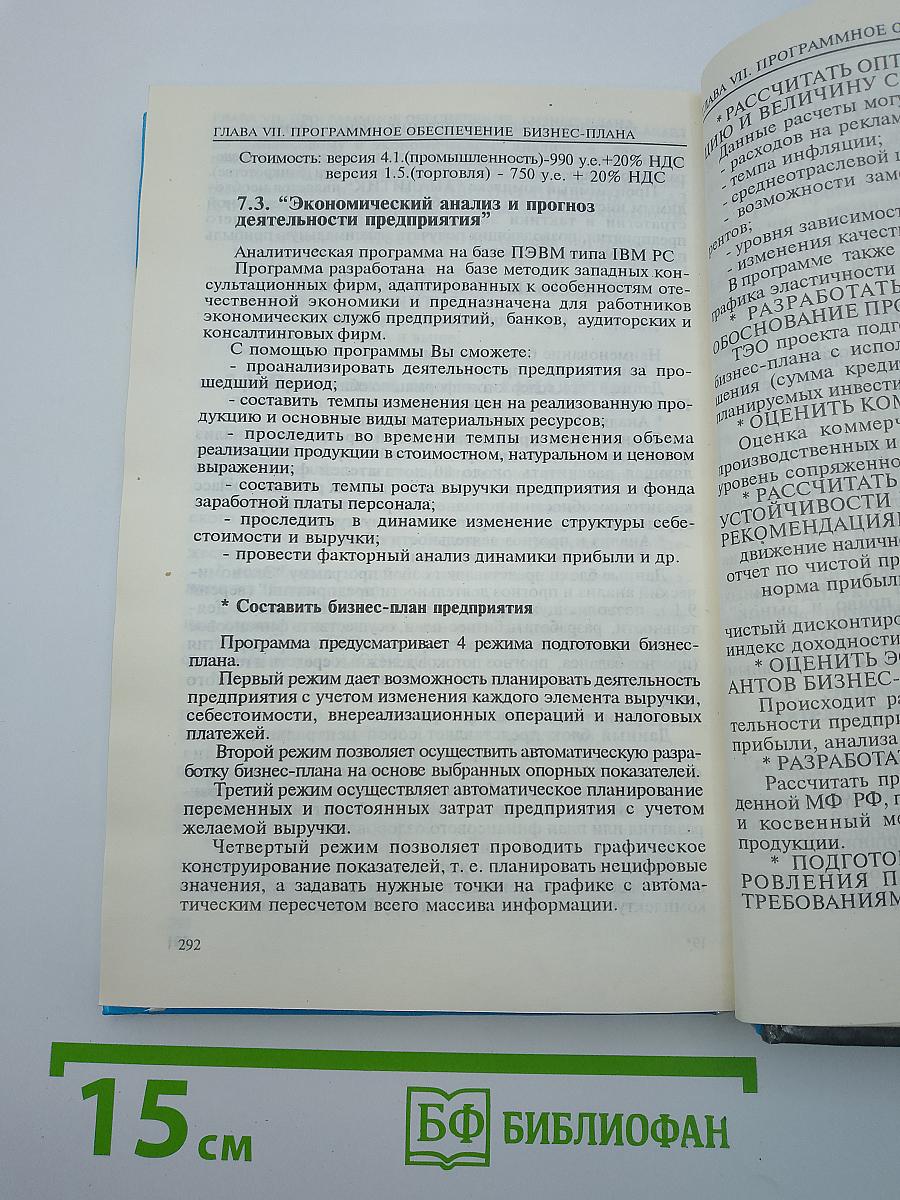 ГЛАВА VII. ПРОГРАММНОЕ ОБЕСПЕЧЕНИЕ БИЗНЕС-ПЛАНА
Стоимость: версия 4.1.(промышленность)-990 у.е.+20% НДС
версия 1.5.(торговля) - 750 у.е. + 20% НДС
7.3. "Экономический анализ и прогноз
деятельности предприятия"
Аналитическая программа на базе ПЭВМ типа IBM PC
Программа разработана на базе методик западных кон-
сультационных фирм, адаптированных к особенностям оте-
чественной экономики и предназначена для работников
экономических служб предприятий, банков, аудиторских и
консалтинговых фирм.
С помощью программы Вы сможете:
- проанализировать деятельность предприятия за про-
шедший период;
- составить темпы изменения цен на реализованную про-
дукцию и основные виды материальных ресурсов;
- проследить во времени темпы изменения объема
реализации продукции в стоимостном, натуральном и ценовом
выражении;
- составить темпы роста выручки предприятия и фонда
заработной платы персонала;
- проследить в динамике изменение структуры себе-
стоимости и выручки;
- провести факторный анализ динамики прибыли и др.
* Составить бизнес-план предприятия
Программа предусматривает 4 режима подготовки бизнес-
плана.
Первый режим дает возможность планировать деятельность
предприятия с учетом изменения каждого элемента выручки,
себестоимости, внереализационных операций и налоговых
платежей.
Второй режим позволяет осуществить автоматическую разра-
ботку бизнес-плана на основе выбранных опорных показателей.
Третий режим осуществляет автоматическое планирование
переменных и постоянных затрат предприятия с учетом
желаемой выручки.
Четвертый режим позволяет проводить графическое
конструирование показателей, т. е. планировать нецифровые
значения, а задавать нужные точки на графике с автома-
тическим пересчетом всего массива информации.
292
ГЛАВА VII. ПРОГРАММНОЕ
* РАССЧИТАТЬ
ЦИЮ И ВЕЛИЧИНУ
Данные расчеты могу
- расходов на реклам
- темпа инфляции;
- среднеотраслевой
- возможности
рентов;
- уровня зависимост
- изменения качест
В программе также
графика эластичности
* РАЗРАБОТАТЬ
ОБОСНОВАНИЕ ПРО
ТЭО проекта подг
бизнес-плана с испол
шения (сумма креди
планируемых инвести
* ОЦЕНИТЬ КОМ
Оценка коммерч
производственных и
уровень сопряженно
* РАССЧИТАТЬ
УСТОЙЧИВОСТИ
РЕКОМЕНДАЦИЯ
движение наличн
отчет по чистой пр
норма прибыл
чистый дисконтиро
индекс доходности
* ОЦЕНИТЬ
АНТОВ БИЗНЕС-
Происходит ра
тельности предпри
прибыли, анализа
* РАЗРАБОТА
Рассчитать пр
денной МФ РФ,
и косвенный ме
продукции.
* ПОДГОТО
РОВЛЕНИЯ П
ТРЕБОВАНИЯМ
15 см
БФ БИБЛИОФАН